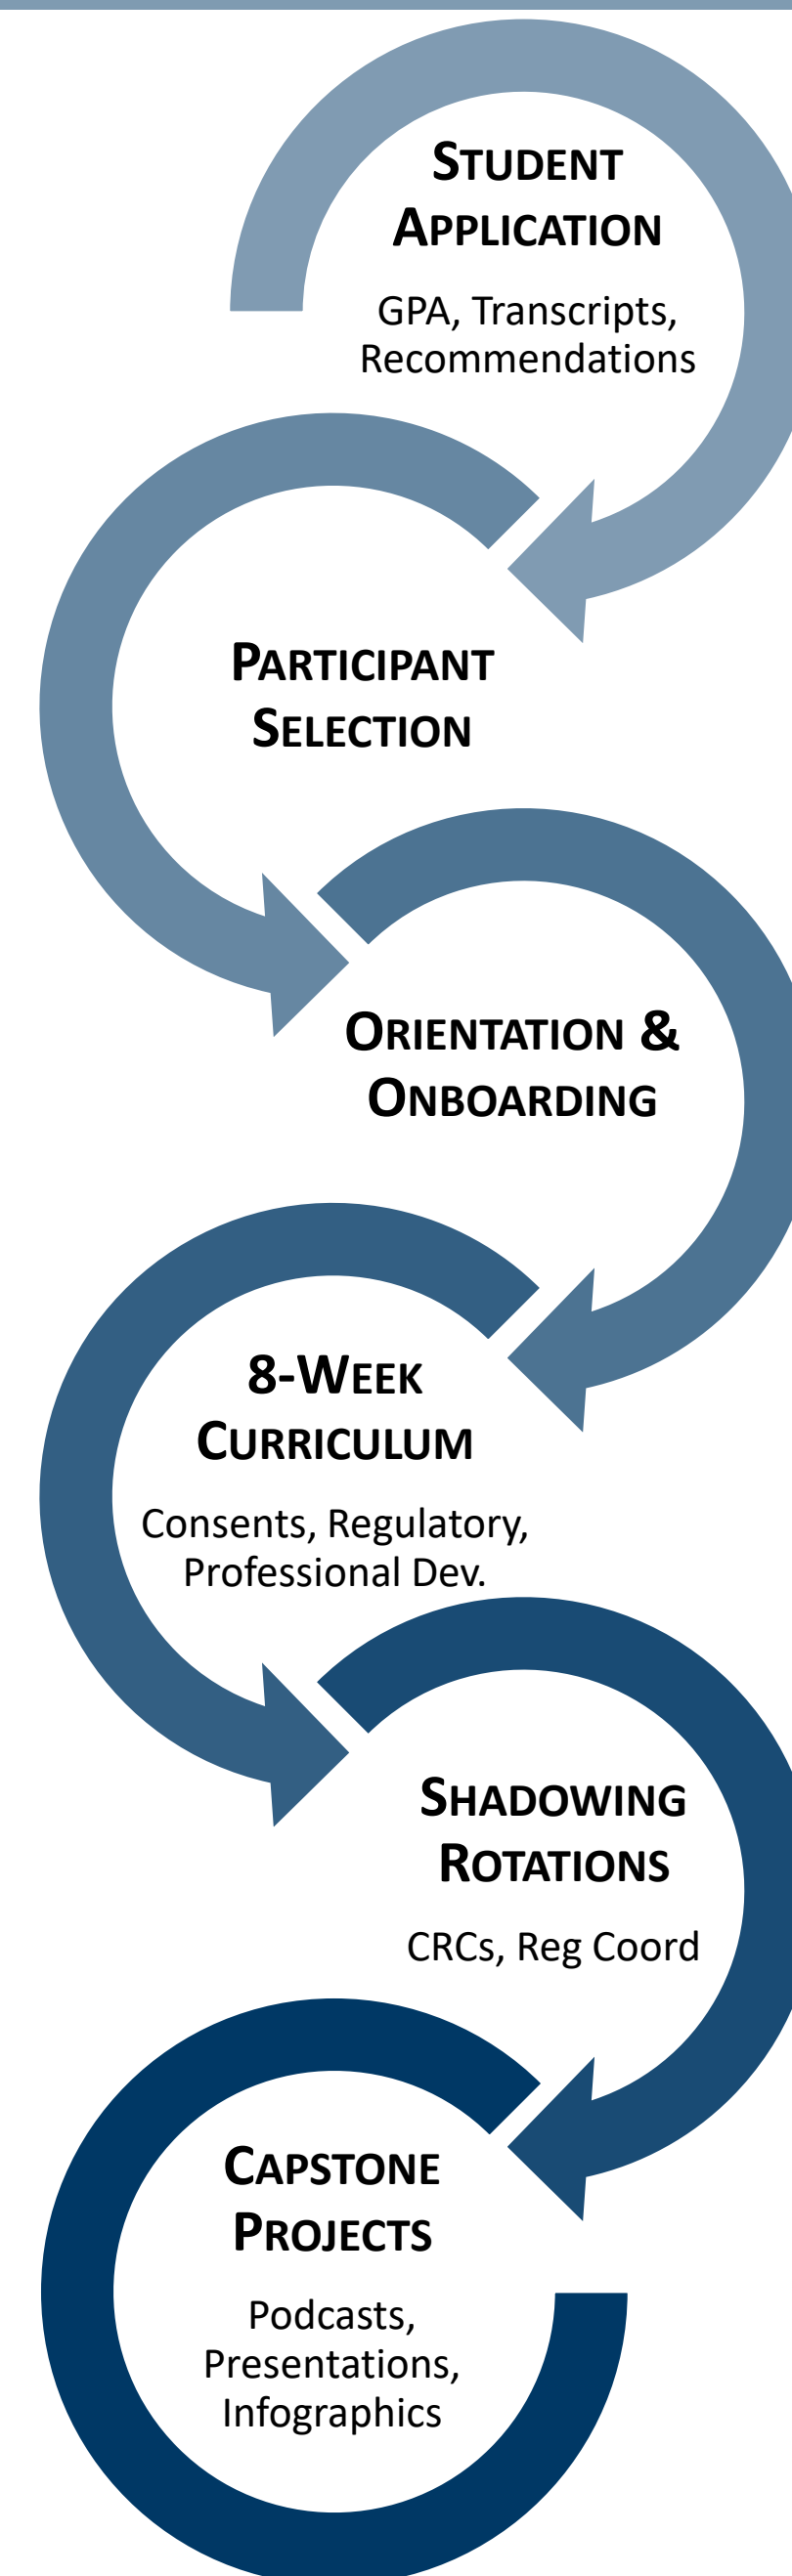 STUDENT
APPLICATION
GPA, Transcripts,
Recommendations
PARTICIPANT
SELECTION
ORIENTATION &
ONBOARDING
8-WEEK
CURRICULUM
Consents, Regulatory,
Professional Dev.
SHADOWING
ROTATIONS
CRCs, Reg Coord
CAPSTONE
PROJECTS
Podcasts,
Presentations,
Infographics